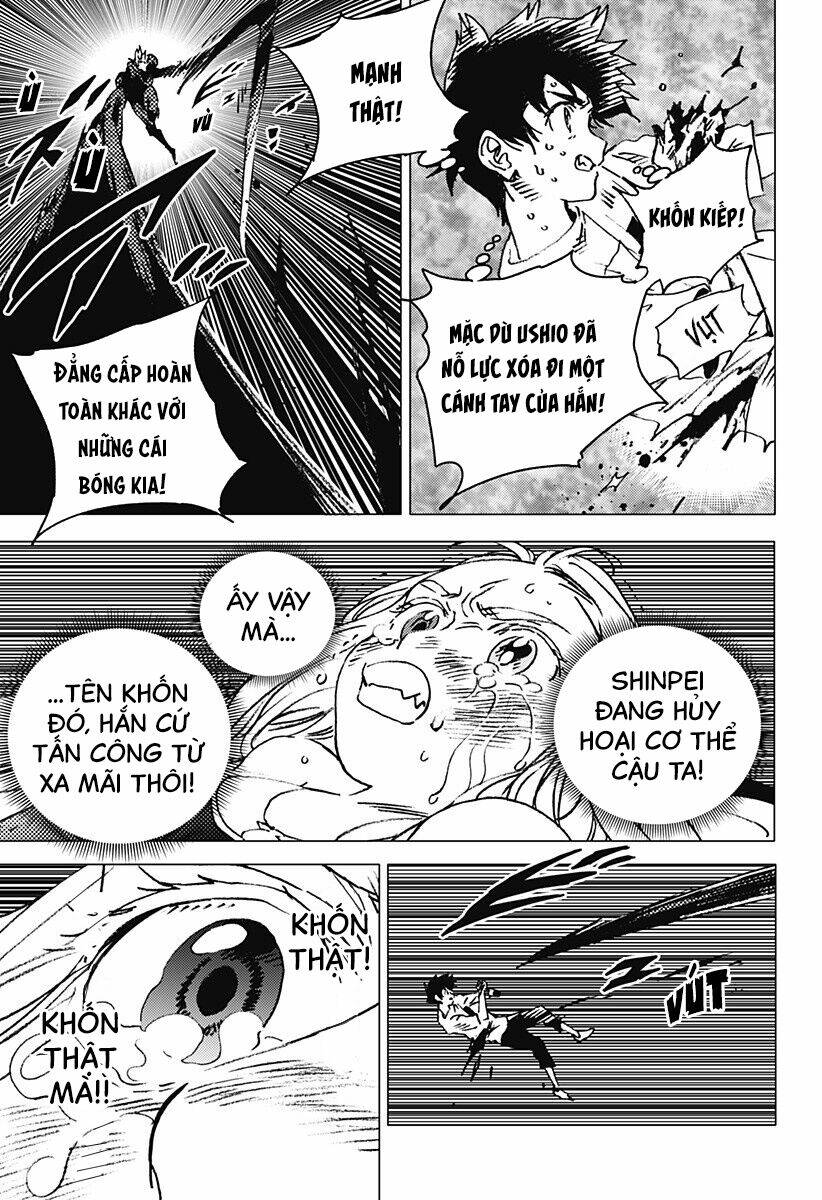 KHỐN KIẾP!
VỤT
MẶC DÙ USHIO ĐÃ
NỖ LỰC XÓA ĐI MỘT
CÁNH TAY CỦA HẮN!
MẠNH
THẬT!
Ù
VÙ
Ù
Ù
ĐẲNG CẤP HOÀN
TOÀN KHÁC VỚI
NHỮNG CÁI
BÓNG KIA!
SHINPEI
ĐANG HỦY
HOẠI CƠ THỂ
CẬU TA!
ẤY VẬY
MÀ...
...TÊN KHỐN
ĐÓ, HẮN CỨ
TẤN CÔNG TỪ
XA MÃI THÔI!
VÚT
KHỐN
THẬT!
KHỐN
THẬT
MÀ!!